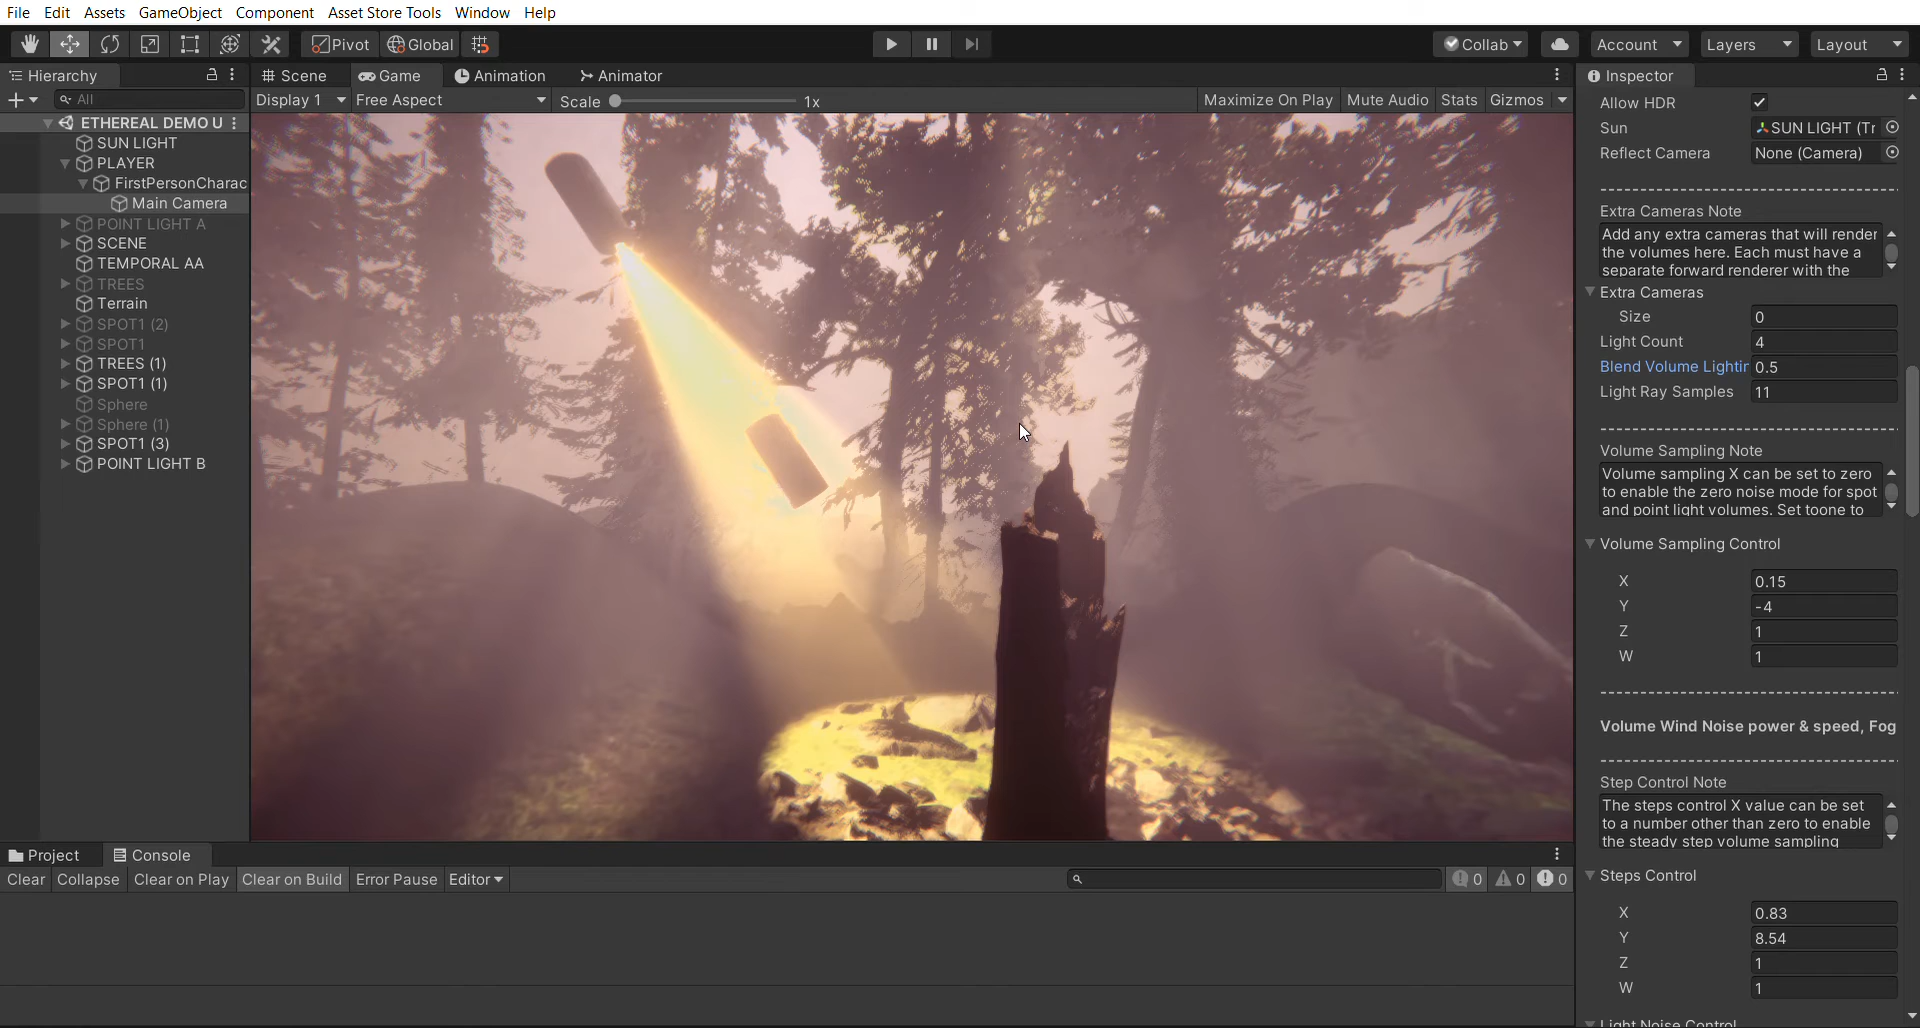 File Edit Assets GameObject Component Asset Store Tools Window Help
Pivot Global Collab Account Layers Layout
Hierarchy
All
ETHEREAL DEMO U
SUN LIGHT
PLAYER
FirstPersonCharac
Main Camera
POINT LIGHT A
SCENE
TEMPORAL AA
TREES
Terrain
SPOT1 (2)
SPOT1
TREES (1)
SPOT1 (1)
Sphere
Sphere (1)
SPOT1 (3)
POINT LIGHT B
Scene Game Animation Animator
Display 1 Free Aspect Scale 1x Maximize On Play Mute Audio Stats Gizmos
Inspector
Allow HDR
Sun SUN LIGHT (Tr
Reflect Camera None (Camera)
Extra Cameras Note
Add any extra cameras that will render
the volumes here. Each must have a
separate forward renderer with the
Extra Cameras
Size 0
Light Count 4
Blend Volume Lightin 0.5
Light Ray Samples 11
Volume Sampling Note
Volume sampling X can be set to zero
to enable the zero noise mode for spot
and point light volumes. Set toone to
Volume Sampling Control
X 0.15
Y -4
Z 1
W 1
Volume Wind Noise power & speed, Fog
Step Control Note
The steps control X value can be set
to a number other than zero to enable
the steady step volume sampling
Steps Control
X 0.83
Y 8.54
Z 1
W 1
Light Noise Control
Project Console
Clear Collapse Clear on Play Clear on Build Error Pause Editor 0 0 0